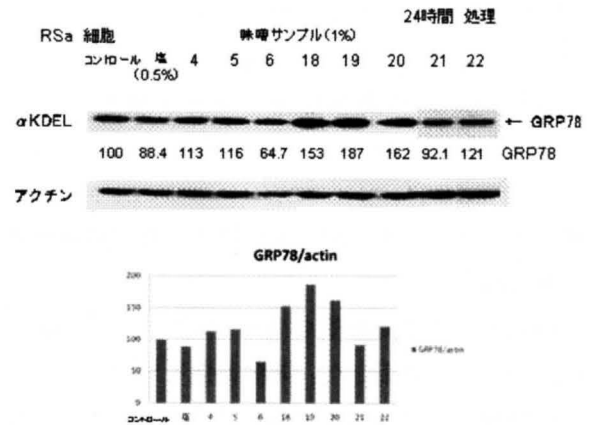 24時間 処理
RSa 細胞 味噌サンプル(1%)
コントロール 塩 4 5 6 18 19 20 21 22
(0.5%)
αKDEL ← GRP78
100 88.4 113 116 64.7 153 187 162 92.1 121 GRP78
アクチン
GRP78/actin
200
150
100
50
0
GRP78/actin
コントロール 塩 4 5 6 18 19 20 21 22